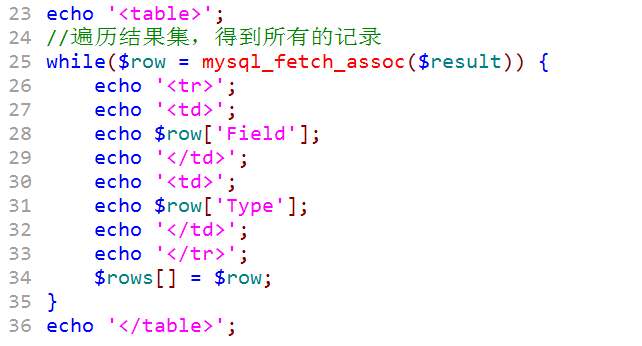 23 echo '<table>';
24 //遍历结果集，得到所有的记录
25 while($row = mysql_fetch_assoc($result)) {
26     echo '<tr>';
27     echo '<td>';
28     echo $row['Field'];
29     echo '</td>';
30     echo '<td>';
31     echo $row['Type'];
32     echo '</td>';
33     echo '</tr>';
34     $rows[] = $row;
35 }
36 echo '</table>';